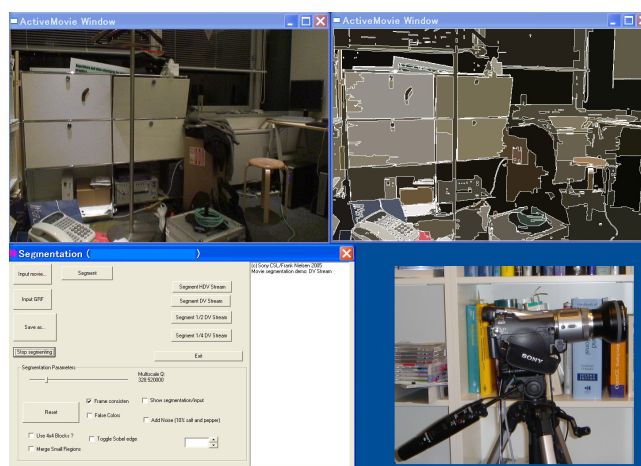 ActiveMovie Window
ActiveMovie Window
Segmentation ( )
(c) Sony CSL/Frank Nielsen 2005
Movie segmentation demo: DV Stream
Input movie...
Segment
Segment HDV Stream
Input GRF
Segment DV Stream
Save as...
Segment 1/2 DV Stream
Segment 1/4 DV Stream
Stop segmenting
Exit
Segmentation Parameters
Multiscale Q:
328.520800
Frame consisten
Show segmentation/input
Reset
False Colors
Add Noise (10% salt and pepper)
Use 4x4 Blocks ?
Toggle Sobel edge
Merge Small Regions
SONY